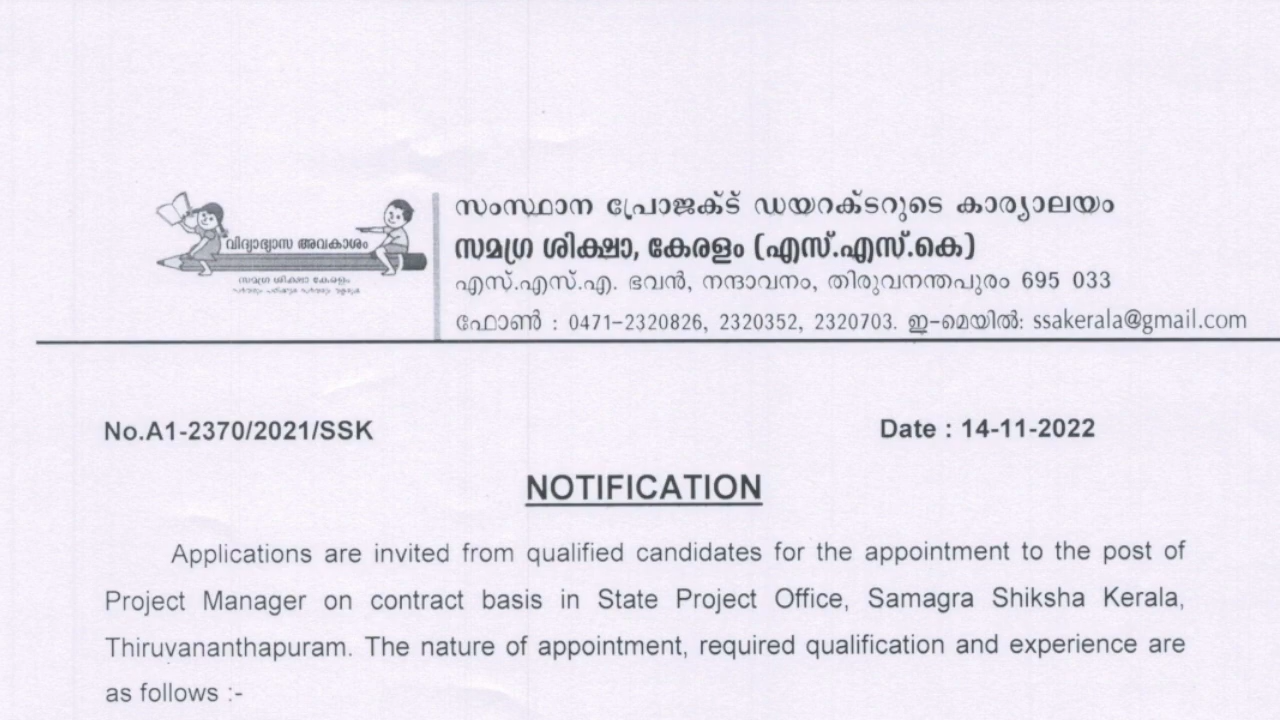 വിദ്യാഭ്യാസ അവകാശം
സമഗ്ര ശിക്ഷാ കേരളം
സംസ്ഥാന പ്രോജക്ട് ഡയറക്ടറുടെ കാര്യാലയം
സമഗ്ര ശിക്ഷാ, കേരളം (എസ്.എസ്.കെ)
എസ്.എസ്.എ. ഭവൻ, നന്ദാവനം, തിരുവനന്തപുരം 695 033
ഫോൺ : 0471-2320826, 2320352, 2320703. ഇ-മെയിൽ: ssakerala@gmail.com
No.A1-2370/2021/SSK
Date : 14-11-2022
NOTIFICATION
Applications are invited from qualified candidates for the appointment to the post of
Project Manager on contract basis in State Project Office, Samagra Shiksha Kerala,
Thiruvananthapuram. The nature of appointment, required qualification and experience are
as follows :-